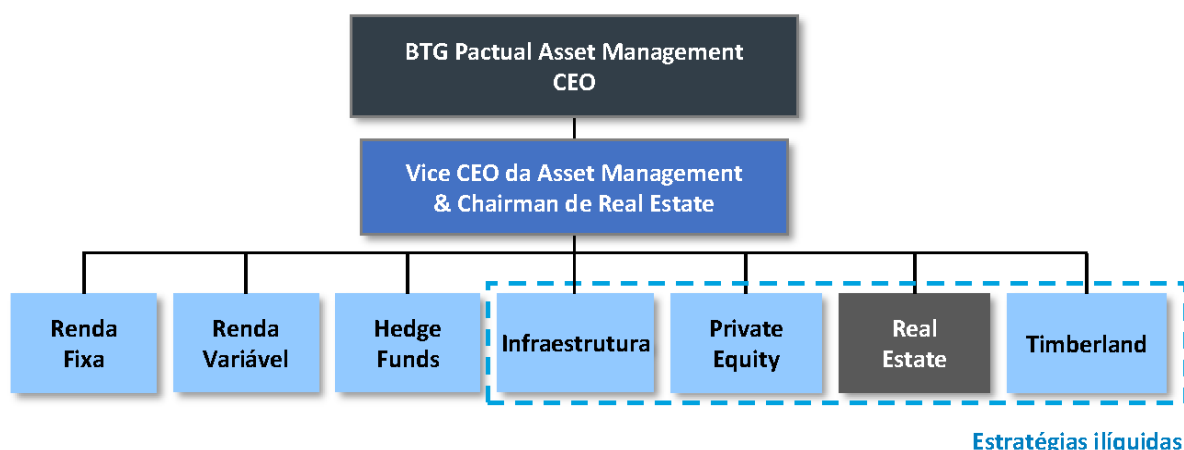 BTG Pactual Asset Management
CEO
Vice CEO da Asset Management
& Chairman de Real Estate
Renda
Fixa
Renda
Variável
Hedge
Funds
Infraestrutura
Private
Equity
Real
Estate
Timberland
Estratégias ilíquidas